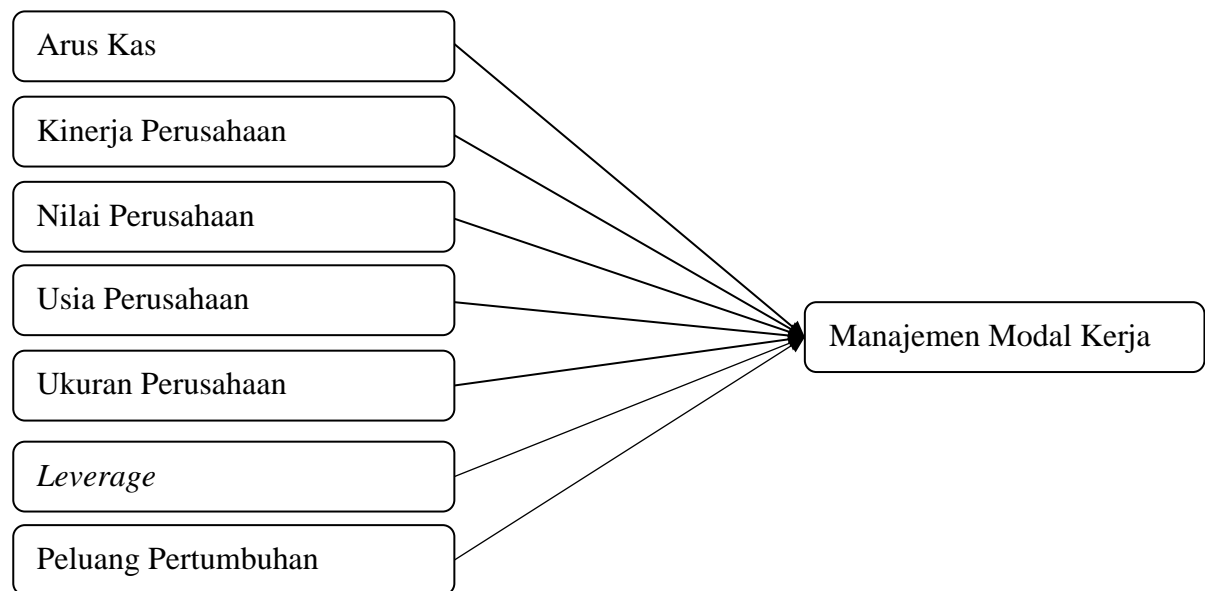 Arus Kas
Kinerja Perusahaan
Nilai Perusahaan
Usia Perusahaan
Ukuran Perusahaan
Leverage
Peluang Pertumbuhan
Manajemen Modal Kerja